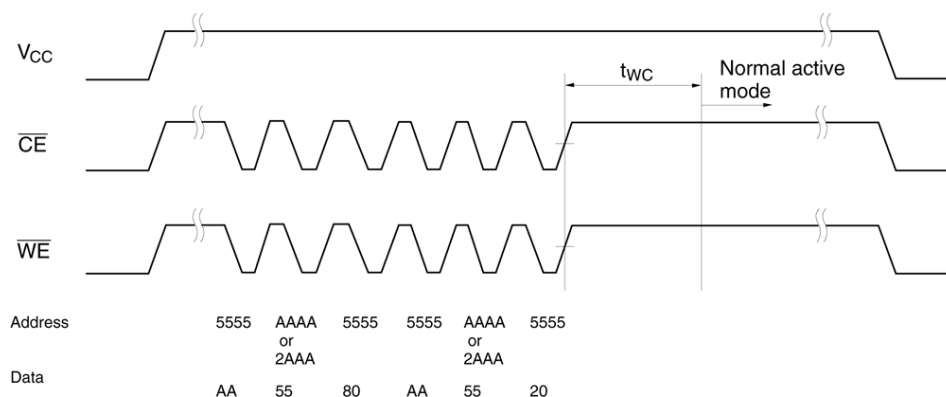 VCC
tWC
Normal active
mode
CE
WE
Address 5555 AAAA 5555 5555 AAAA 5555
or or
2AAA 2AAA
Data AA 55 80 AA 55 20